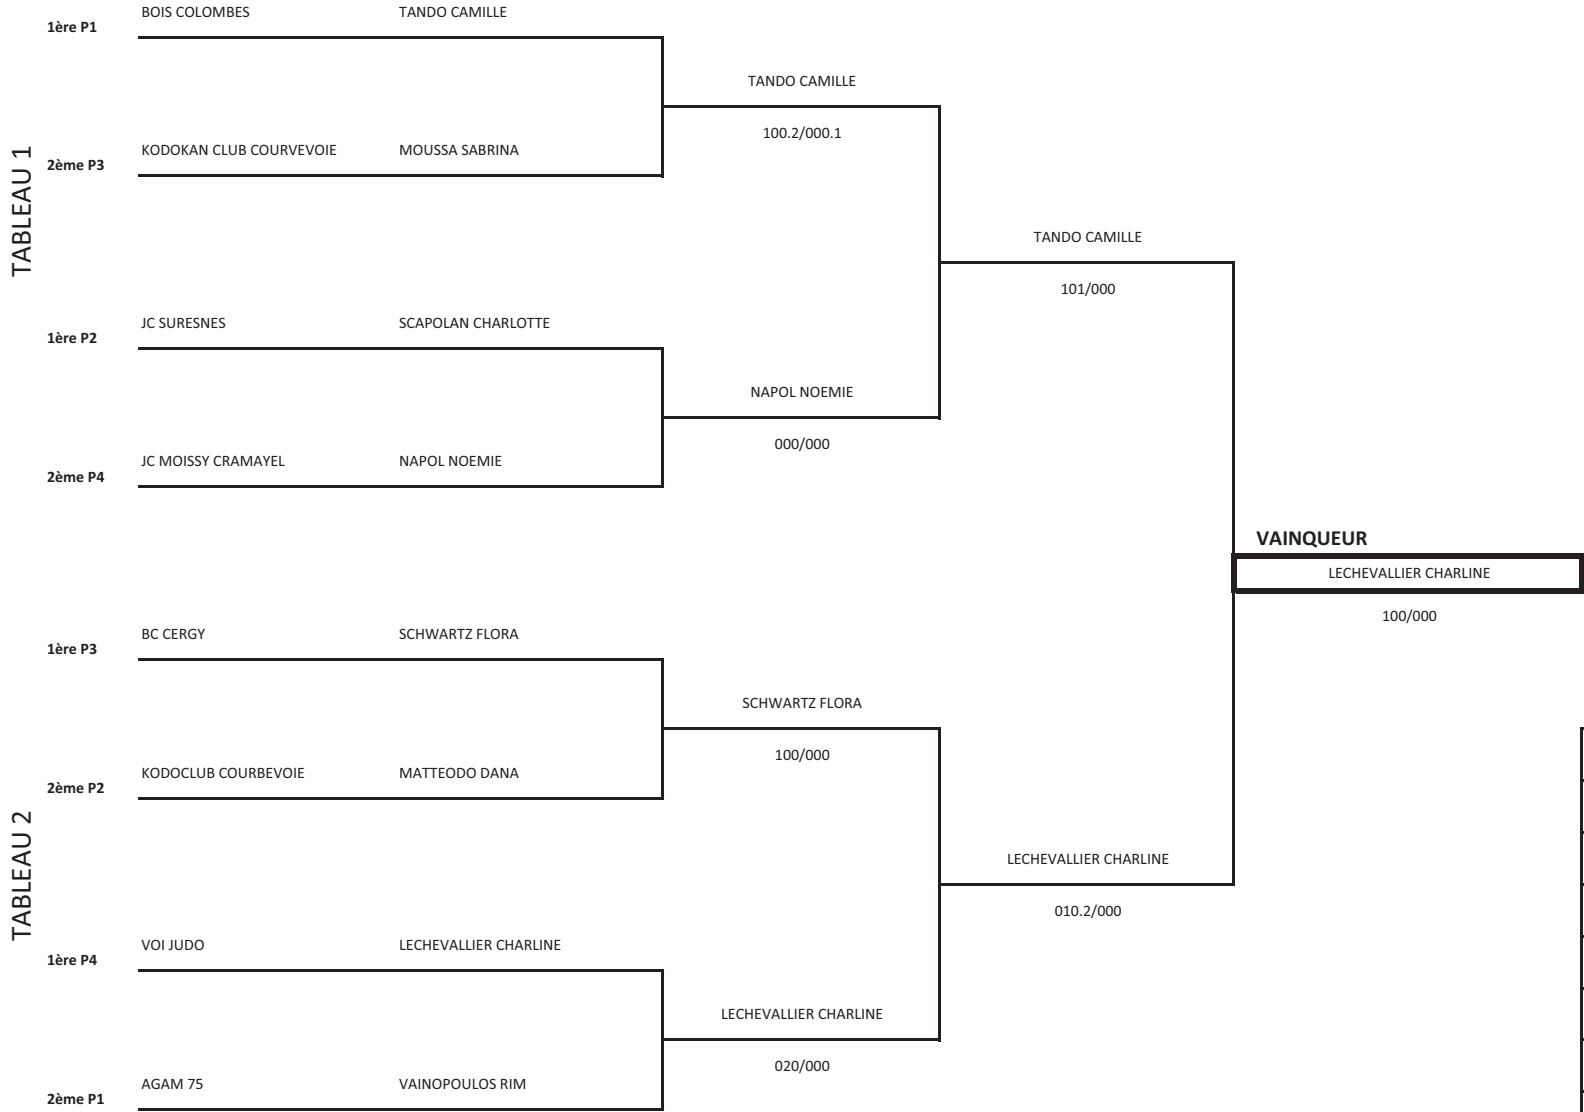 TABLEAU 1
1ère P1 BOIS COLOMBES TANDO CAMILLE
TANDO CAMILLE
100.2/000.1
2ème P3 KODOKAN CLUB COURVEVOIE MOUSSA SABRINA
TANDO CAMILLE
101/000
1ère P2 JC SURESNES SCAPOLAN CHARLOTTE
NAPOL NOEMIE
000/000
2ème P4 JC MOISSY CRAMAYEL NAPOL NOEMIE
VAINQUEUR
LECHEVALLIER CHARLINE
100/000
TABLEAU 2
1ère P3 BC CERGY SCHWARTZ FLORA
SCHWARTZ FLORA
100/000
2ème P2 KODOCLUB COURBEVOIE MATTEODO DANA
LECHEVALLIER CHARLINE
010.2/000
1ère P4 VOI JUDO LECHEVALLIER CHARLINE
LECHEVALLIER CHARLINE
020/000
2ème P1 AGAM 75 VAINOPOULOS RIM